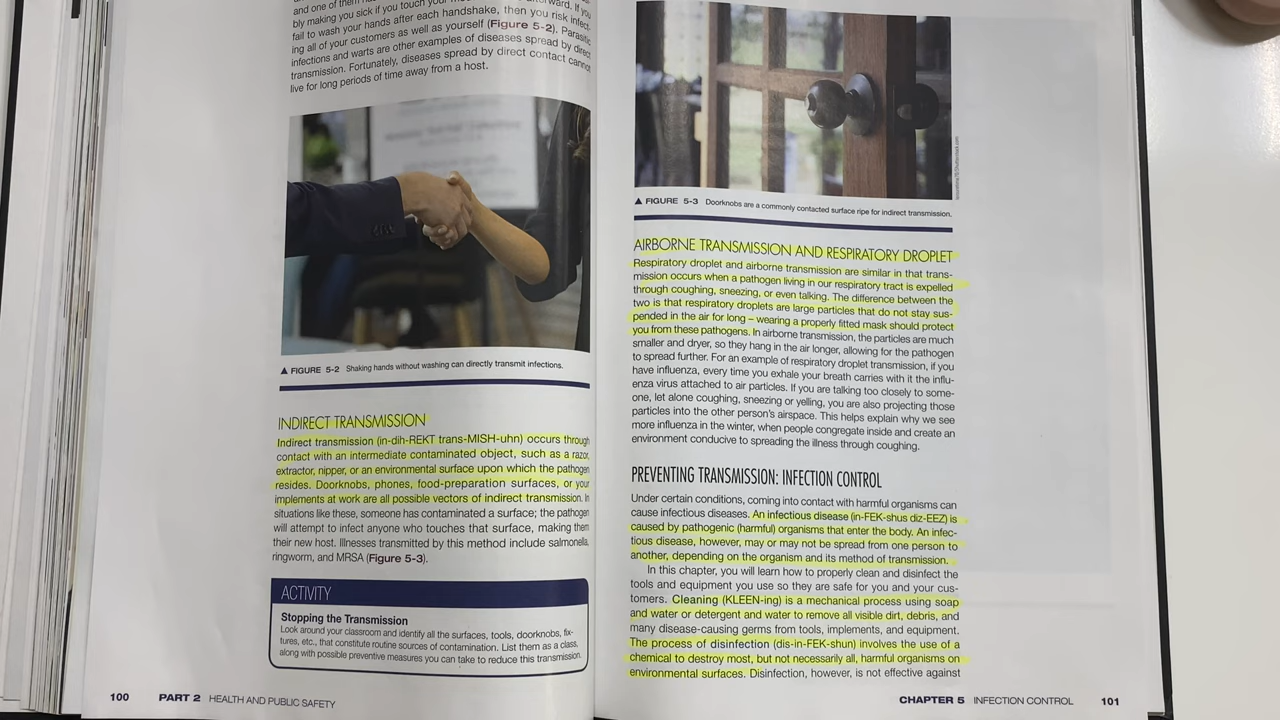 and one of them has
bly making you sick if you touch your
fail to wash your hands after each handshake, then you risk infect-
ing all of your customers as well as yourself (Figure 5-2). Parasitic
infections and warts are other examples of diseases spread by direct
transmission. Fortunately, diseases spread by direct contact cannot
live for long periods of time away from a host.
▲ FIGURE 5-2 Shaking hands without washing can directly transmit infections.
INDIRECT TRANSMISSION
Indirect transmission (in-dih-REKT trans-MISH-uhn) occurs through
contact with an intermediate contaminated object, such as a razor,
extractor, nipper, or an environmental surface upon which the pathogen
resides. Doorknobs, phones, food-preparation surfaces, or your
implements at work are all possible vectors of indirect transmission. In
situations like these, someone has contaminated a surface; the pathogen
will attempt to infect anyone who touches that surface, making them
their new host. Illnesses transmitted by this method include salmonella,
ringworm, and MRSA (Figure 5-3).
ACTIVITY
Stopping the Transmission
Look around your classroom and identify all the surfaces, tools, doorknobs, fix-
tures, etc., that constitute routine sources of contamination. List them as a class,
along with possible preventive measures you can take to reduce this transmission.
100 PART 2 HEALTH AND PUBLIC SAFETY
▲ FIGURE 5-3 Doorknobs are a commonly contacted surface ripe for indirect transmission.
AIRBORNE TRANSMISSION AND RESPIRATORY DROPLET
Respiratory droplet and airborne transmission are similar in that trans-
mission occurs when a pathogen living in our respiratory tract is expelled
through coughing, sneezing, or even talking. The difference between the
two is that respiratory droplets are large particles that do not stay sus-
pended in the air for long – wearing a properly fitted mask should protect
you from these pathogens. In airborne transmission, the particles are much
smaller and dryer, so they hang in the air longer, allowing for the pathogen
to spread further. For an example of respiratory droplet transmission, if you
have influenza, every time you exhale your breath carries with it the influ-
enza virus attached to air particles. If you are talking too closely to some-
one, let alone coughing, sneezing or yelling, you are also projecting those
particles into the other person's airspace. This helps explain why we see
more influenza in the winter, when people congregate inside and create an
environment conducive to spreading the illness through coughing.
PREVENTING TRANSMISSION: INFECTION CONTROL
Under certain conditions, coming into contact with harmful organisms can
cause infectious diseases. An infectious disease (in-FEK-shus diz-EEZ) is
caused by pathogenic (harmful) organisms that enter the body. An infec-
tious disease, however, may or may not be spread from one person to
another, depending on the organism and its method of transmission.
In this chapter, you will learn how to properly clean and disinfect the
tools and equipment you use so they are safe for you and your cus-
tomers. Cleaning (KLEEN-ing) is a mechanical process using soap
and water or detergent and water to remove all visible dirt, debris, and
many disease-causing germs from tools, implements, and equipment.
The process of disinfection (dis-in-FEK-shun) involves the use of a
chemical to destroy most, but not necessarily all, harmful organisms on
environmental surfaces. Disinfection, however, is not effective against
CHAPTER 5 INFECTION CONTROL 101